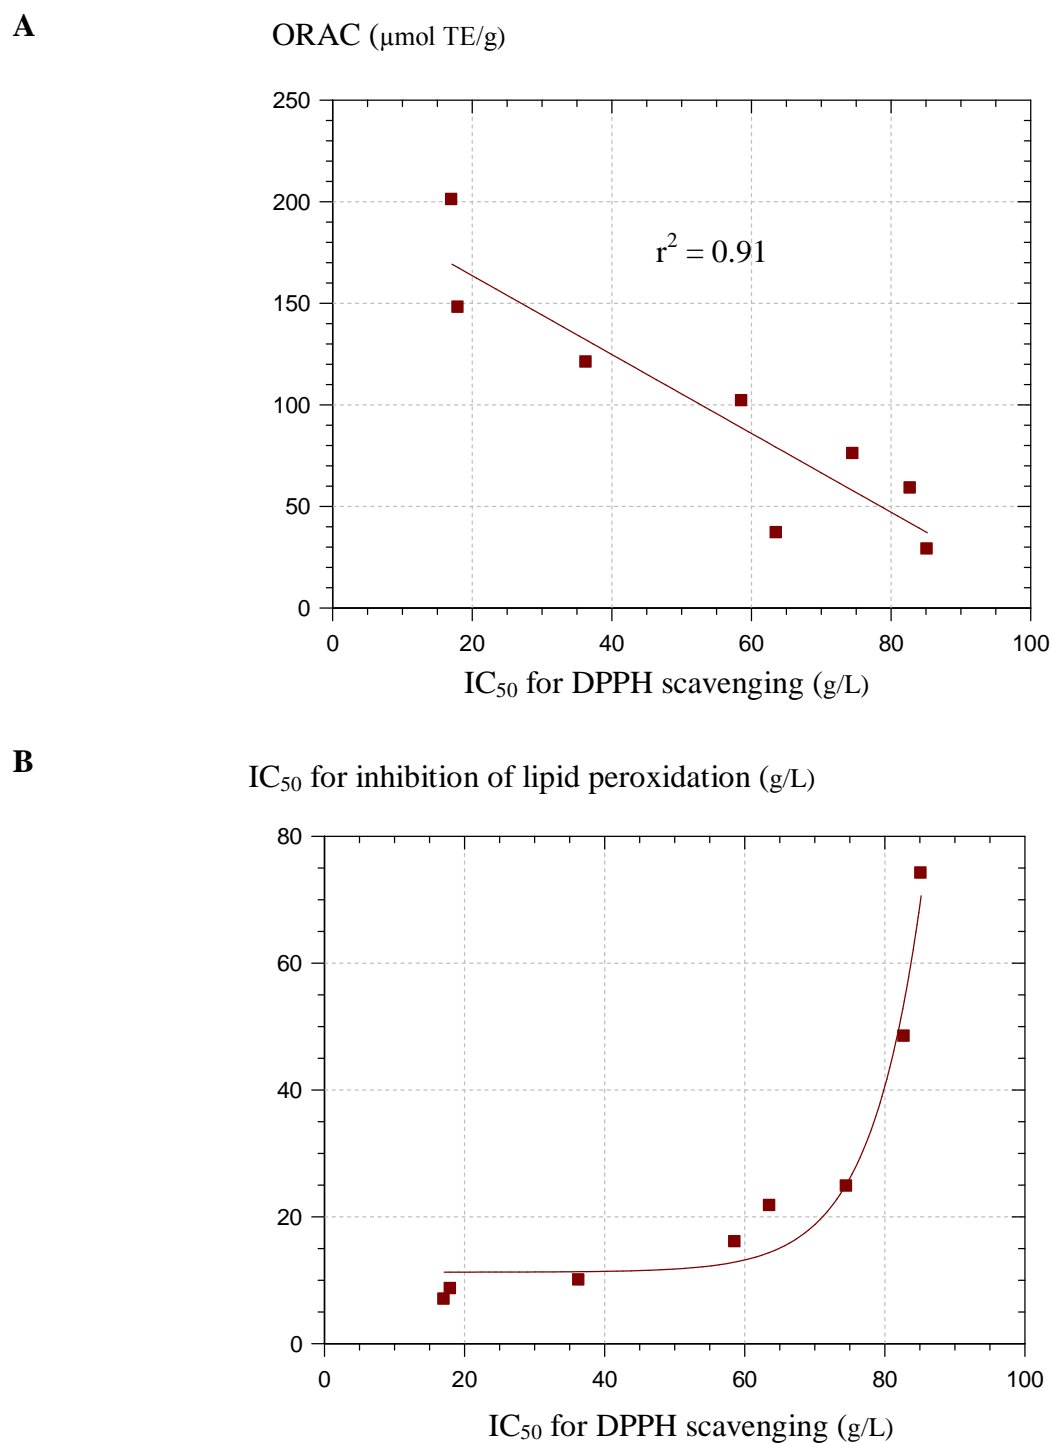 A
ORAC (μmol TE/g)
250
200
r² = 0.91
150
100
50
0
0 20 40 60 80 100
IC₅₀ for DPPH scavenging (g/L)
B
IC₅₀ for inhibition of lipid peroxidation (g/L)
80
60
40
20
0
0 20 40 60 80 100
IC₅₀ for DPPH scavenging (g/L)